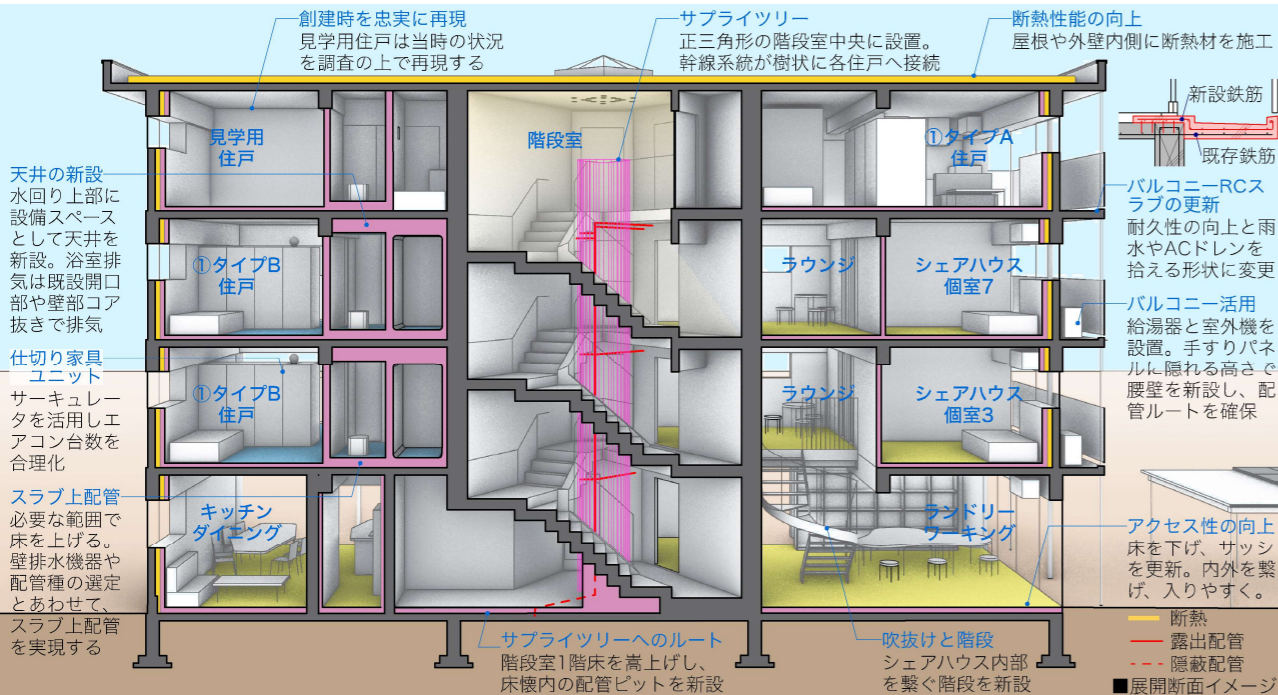 創建時を忠実に再現
見学用住戸は当時の状況
を調査の上で再現する
サプライツリー
正三角形の階段室中央に設置。
幹線系統が樹状に各住戸へ接続
断熱性能の向上
屋根や外壁内側に断熱材を施工
新設鉄筋
既存鉄筋
見学用
住戸
階段室
①タイプA
住戸
天井の新設
水回り上部に
設備スペース
として天井を
新設。浴室排
気は既設開口
部や壁部コア
抜きで排気
バルコニーRCス
ラブの更新
耐久性の向上と雨
水やACドレンを
拾える形状に変更
①タイプB
住戸
ラウンジ
シェアハウス
個室7
バルコニー活用
給湯器と室外機を
設置。手すりパネ
ルに隠れる高さで
腰壁を新設し、配
管ルートを確保
仕切り家具
ユニット
サーキュレー
タを活用しエ
アコン台数を
合理化
①タイプB
住戸
ラウンジ
シェアハウス
個室3
スラブ上配管
必要な範囲で
床を上げる。
壁排水機器や
配管種の選定
とあわせて、
スラブ上配管
を実現する
キッチン
ダイニング
ランドリー
ワーキング
アクセス性の向上
床を下げ、サッシ
を更新。内外を繋
げ、入りやすく。
サプライツリーへのルート
階段室1階床を嵩上げし、
床懐内の配管ピットを新設
吹抜けと階段
シェアハウス内部
を繋ぐ階段を新設
断熱
露出配管
隠蔽配管
■展開断面イメージ